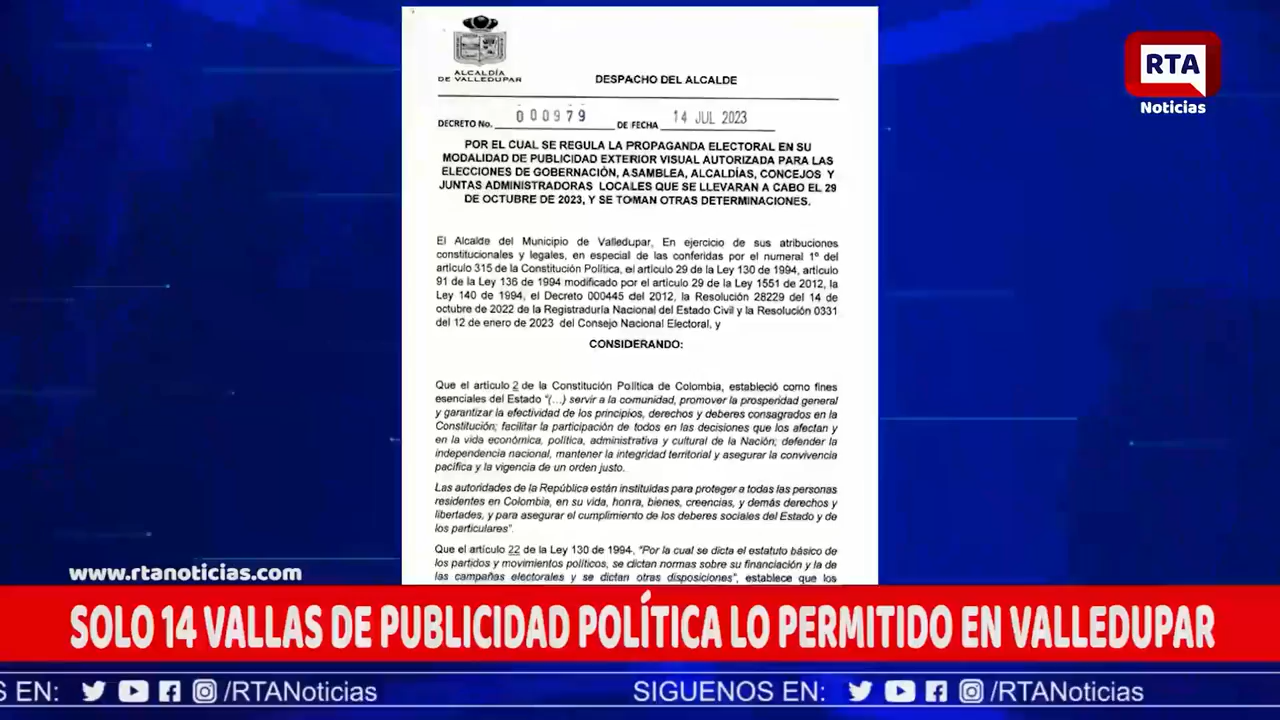 ALCALDÍA
DE VALLEDUPAR
DESPACHO DEL ALCALDE
DECRETO No. 000979 DE FECHA 14 JUL 2023
POR EL CUAL SE REGULA LA PROPAGANDA ELECTORAL EN SU
MODALIDAD DE PUBLICIDAD EXTERIOR VISUAL AUTORIZADA PARA LAS
ELECCIONES DE GOBERNACIÓN, ASAMBLEA, ALCALDÍAS, CONCEJOS Y
JUNTAS ADMINISTRADORAS LOCALES QUE SE LLEVARAN A CABO EL 29
DE OCTUBRE DE 2023, Y SE TOMAN OTRAS DETERMINACIONES.
El Alcalde del Municipio de Valledupar, En ejercicio de sus atribuciones
constitucionales y legales, en especial de las conferidas por el numeral 1º del
articulo 315 de la Constitución Política, el artículo 29 de la Ley 130 de 1994, articulo
91 de la Ley 136 de 1994 modificado por el articulo 29 de la Ley 1551 de 2012, la
Ley 140 de 1994, el Decreto 000445 del 2012, la Resolución 28229 del 14 de
octubre de 2022 de la Registraduría Nacional del Estado Civil y la Resolución 0331
del 12 de enero de 2023 del Consejo Nacional Electoral, y
CONSIDERANDO:
Que el articulo 2 de la Constitución Política de Colombia, estableció como fines
esenciales del Estado "(...) servir a la comunidad, promover la prosperidad general
y garantizar la efectividad de los principios, derechos y deberes consagrados en la
Constitución; facilitar la participación de todos en las decisiones que los afectan y
en la vida económica, política, administrativa y cultural de la Nación; defender la
independencia nacional, mantener la integridad territorial y asegurar la convivencia
pacífica y la vigencia de un orden justo.
Las autoridades de la República están instituidas para proteger a todas las personas
residentes en Colombia, en su vida, honra, bienes, creencias, y demás derechos y
libertades, y para asegurar el cumplimiento de los deberes sociales del Estado y de
los particulares".
Que el artículo 22 de la Ley 130 de 1994, "Por la cual se dicta el estatuto básico de
los partidos y movimientos políticos, se dictan normas sobre su financiación y la de
las campañas electorales y se dictan otras disposiciones", establece que los
RTA
Noticias
www.rtanoticias.com
SOLO 14 VALLAS DE PUBLICIDAD POLÍTICA LO PERMITIDO EN VALLEDUPAR
S EN: /RTANoticias SIGUENOS EN: /RTANoticias